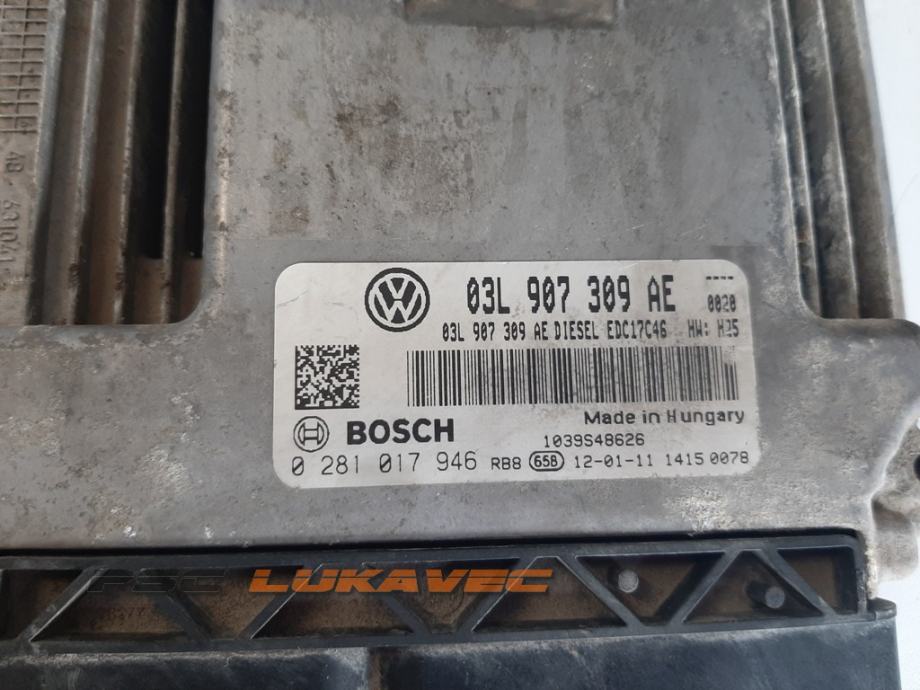 03L 907 309 AE ----
0020
03L 907 309 AE DIESEL EDC17C46 HW: H25
Made in Hungary
BOSCH
1039S48626
0 281 017 946 RB8 658 12-01-11 1415 0078
PSC LUKAVEC